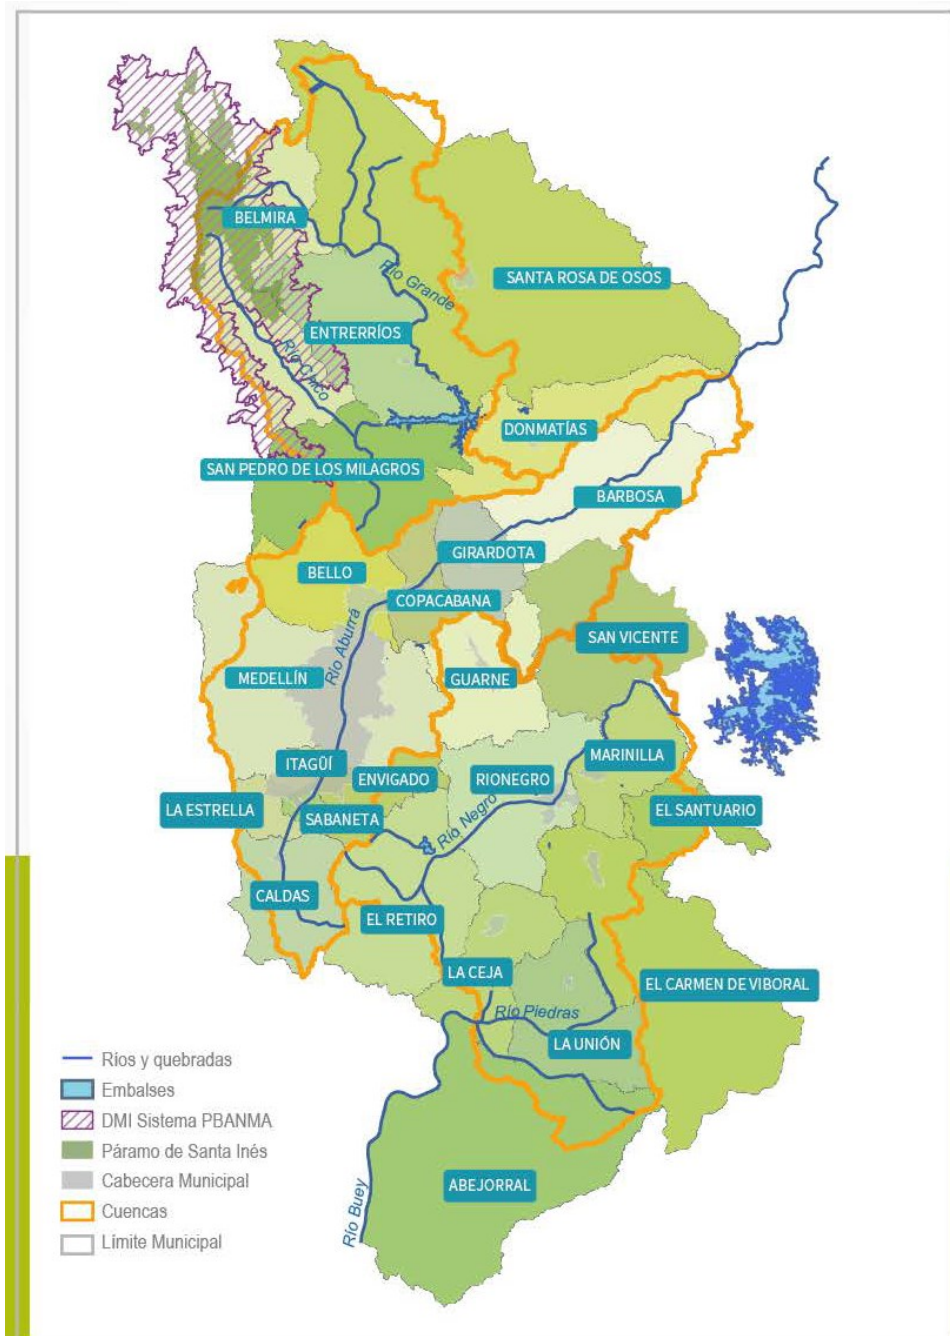 BELMIRA
Río Grande
SANTA ROSA DE OSOS
ENTRERRÍOS
Río Chico
DONMATÍAS
SAN PEDRO DE LOS MILAGROS
BARBOSA
GIRARDOTA
BELLO
COPACABANA
Río Aburrá
SAN VICENTE
MEDELLÍN
GUARNE
MARINILLA
ITAGÜÍ
ENVIGADO
RIONEGRO
LA ESTRELLA
SABANETA
Río Negro
EL SANTUARIO
CALDAS
EL RETIRO
LA CEJA
EL CARMEN DE VIBORAL
Río Piedras
LA UNIÓN
Ríos y quebradas
Embalses
DMI Sistema PBANMA
Páramo de Santa Inés
Cabecera Municipal
Cuencas
Límite Municipal
ABEJORRAL
Río Buey